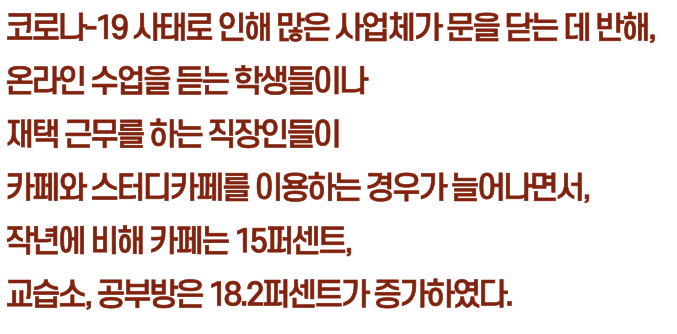 코로나-19 사태로 인해 많은 사업체가 문을 닫는 데 반해,
온라인 수업을 듣는 학생들이나
재택 근무를 하는 직장인들이
카페와 스터디카페를 이용하는 경우가 늘어나면서,
작년에 비해 카페는 15퍼센트,
교습소, 공부방은 18.2퍼센트가 증가하였다.